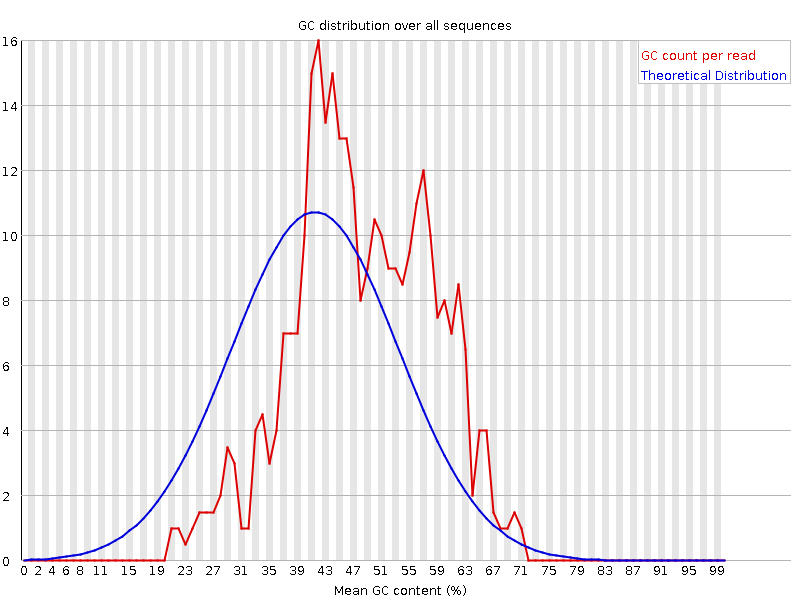 GC distribution over all sequences
GC count per read
Theoretical Distribution
16
14
12
10
8
6
4
2
0
0 2 4 6 8 11 15 19 23 27 31 35 39 43 47 51 55 59 63 67 71 75 79 83 87 91 95 99
Mean GC content (%)